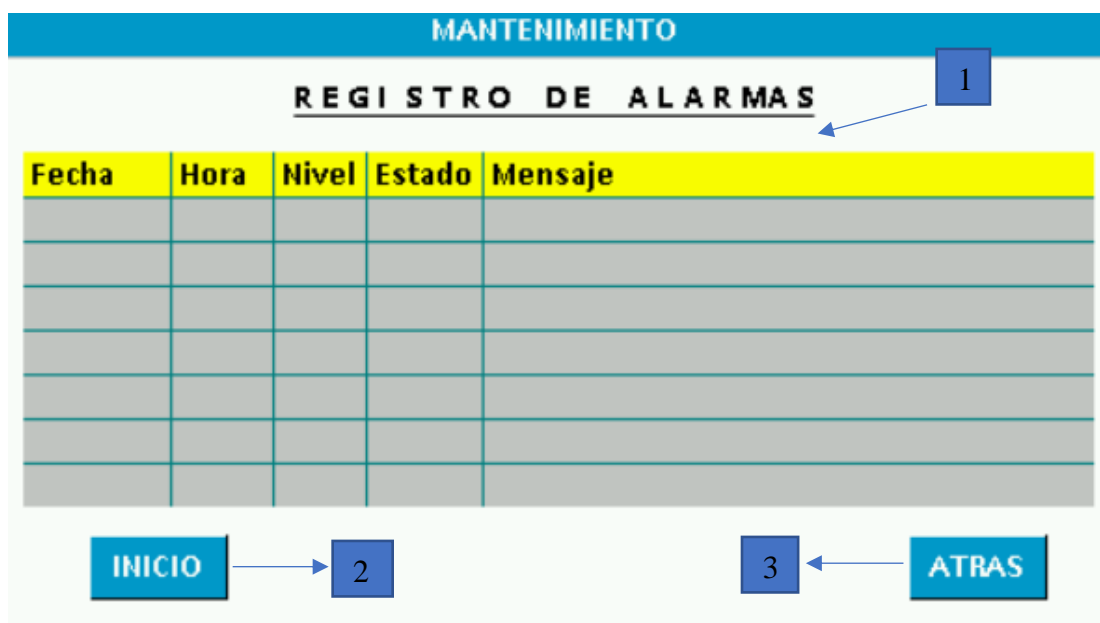 MANTENIMIENTO
1
REGISTRO DE ALARMAS
Fecha Hora Nivel Estado Mensaje
INICIO 2 3 ATRAS